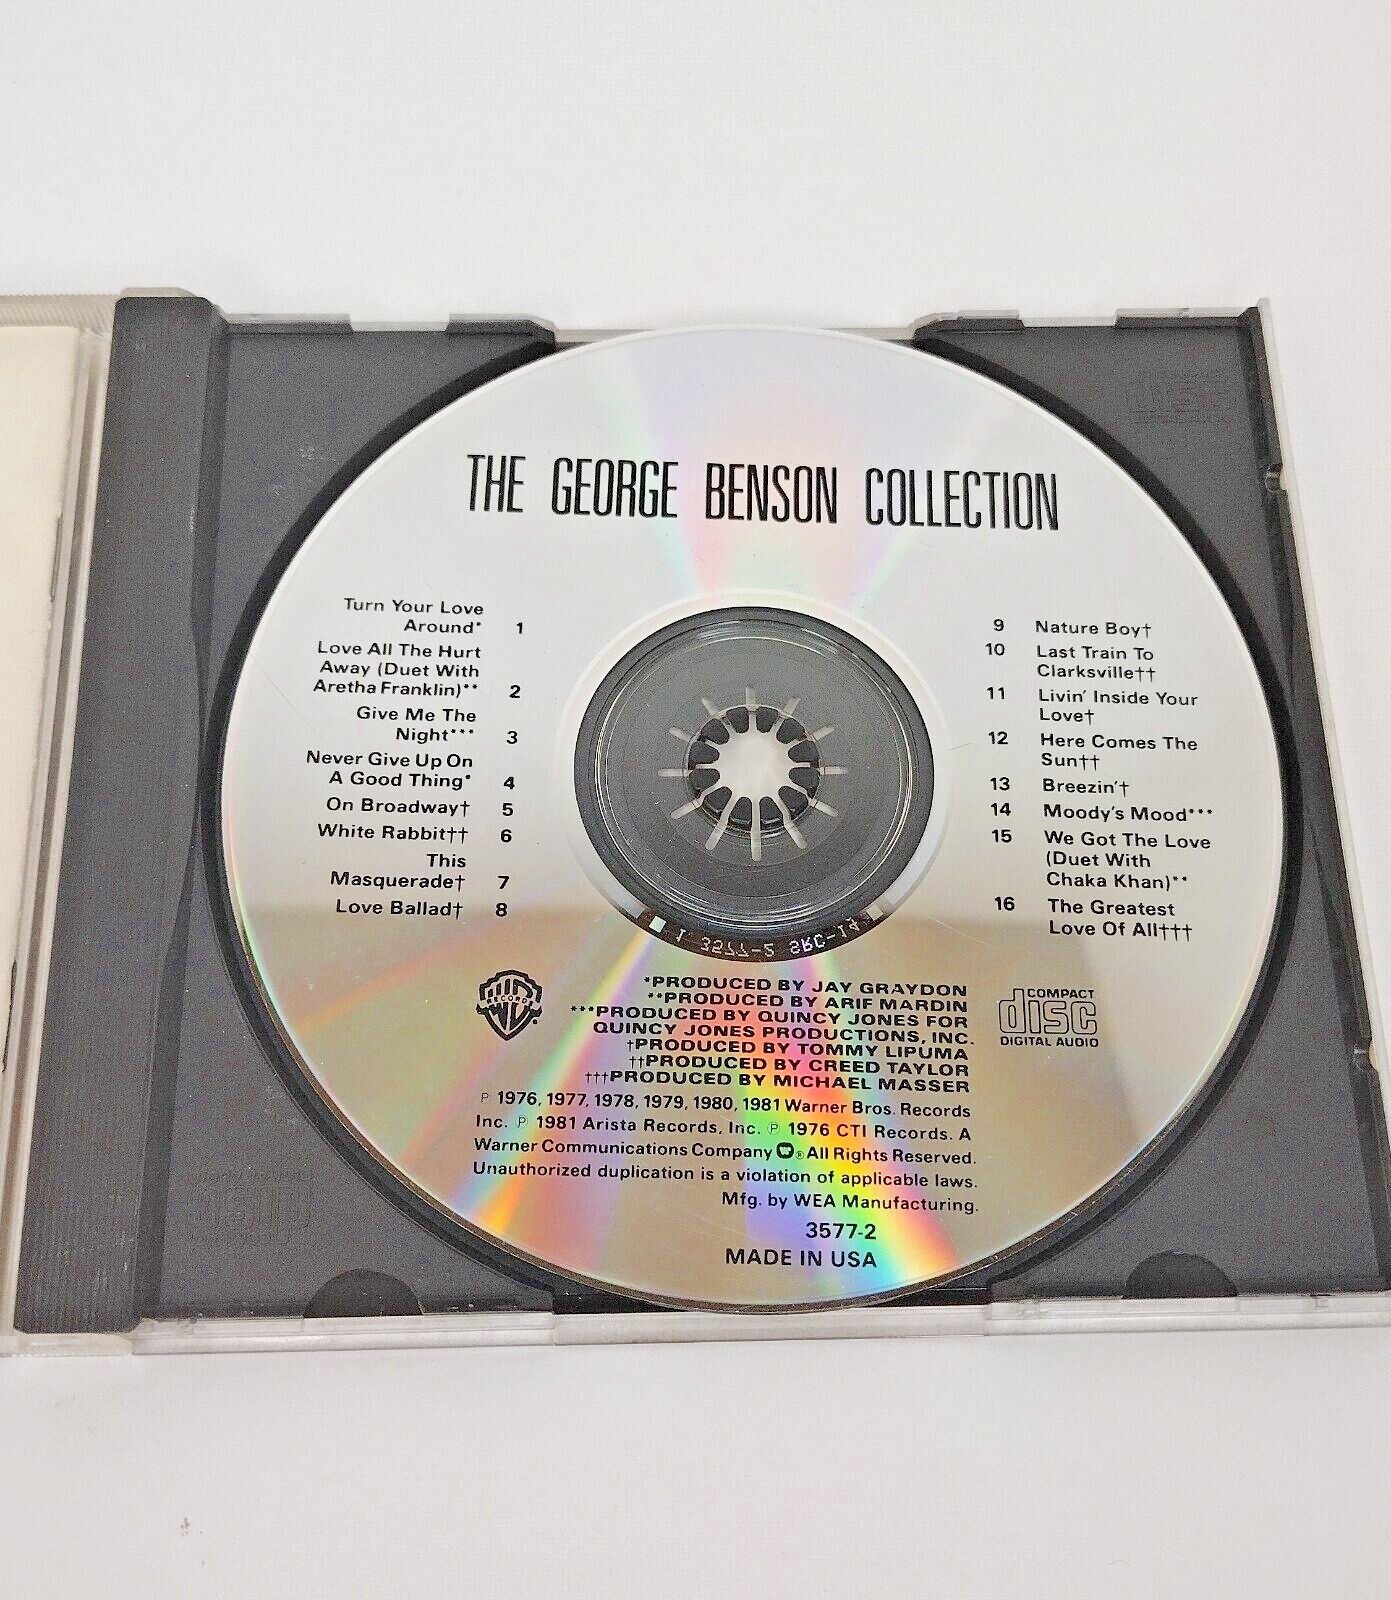 THE GEORGE BENSON COLLECTION
Turn Your Love
Around* 1
Love All The Hurt
Away (Duet With
Aretha Franklin)** 2
Give Me The
Night*** 3
Never Give Up On
A Good Thing* 4
On Broadway† 5
White Rabbit†† 6
This
Masquerade† 7
Love Ballad† 8
9 Nature Boy†
10 Last Train To
Clarksville††
11 Livin' Inside Your
Love†
12 Here Comes The
Sun††
13 Breezin'†
14 Moody's Mood***
15 We Got The Love
(Duet With
Chaka Khan)**
16 The Greatest
Love Of All†††
1 3577-2 SRC-14
WB
RECORDS
*PRODUCED BY JAY GRAYDON
**PRODUCED BY ARIF MARDIN
***PRODUCED BY QUINCY JONES FOR
QUINCY JONES PRODUCTIONS, INC.
†PRODUCED BY TOMMY LIPUMA
††PRODUCED BY CREED TAYLOR
†††PRODUCED BY MICHAEL MASSER
COMPACT
disc
DIGITAL AUDIO
℗ 1976, 1977, 1978, 1979, 1980, 1981 Warner Bros. Records
Inc. ℗ 1981 Arista Records, Inc. ℗ 1976 CTI Records. A
Warner Communications Company ® All Rights Reserved.
Unauthorized duplication is a violation of applicable laws.
Mfg. by WEA Manufacturing.
3577-2
MADE IN USA